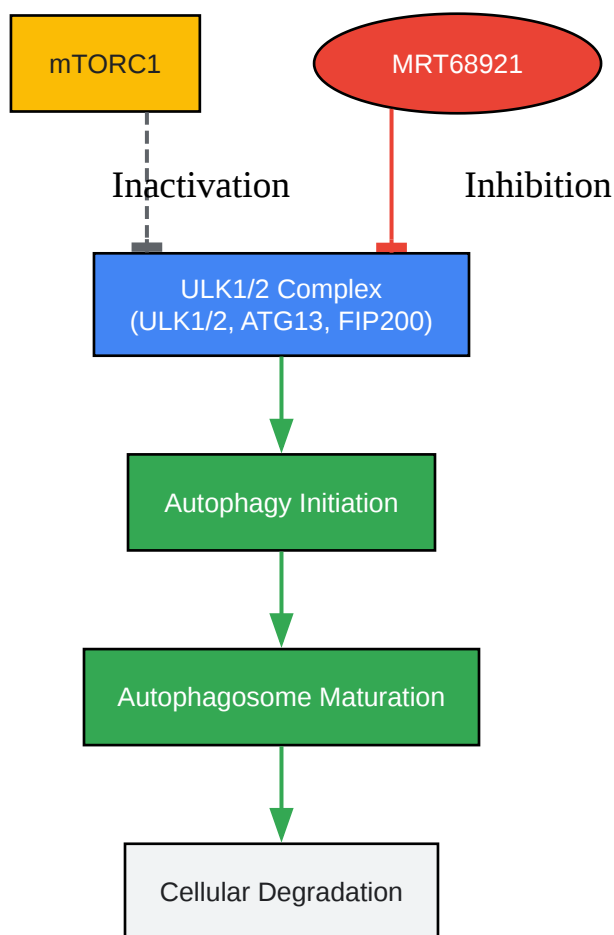 mTORC1
MRT68921
Inactivation
Inhibition
ULK1/2 Complex
(ULK1/2, ATG13, FIP200)
Autophagy Initiation
Autophagosome Maturation
Cellular Degradation